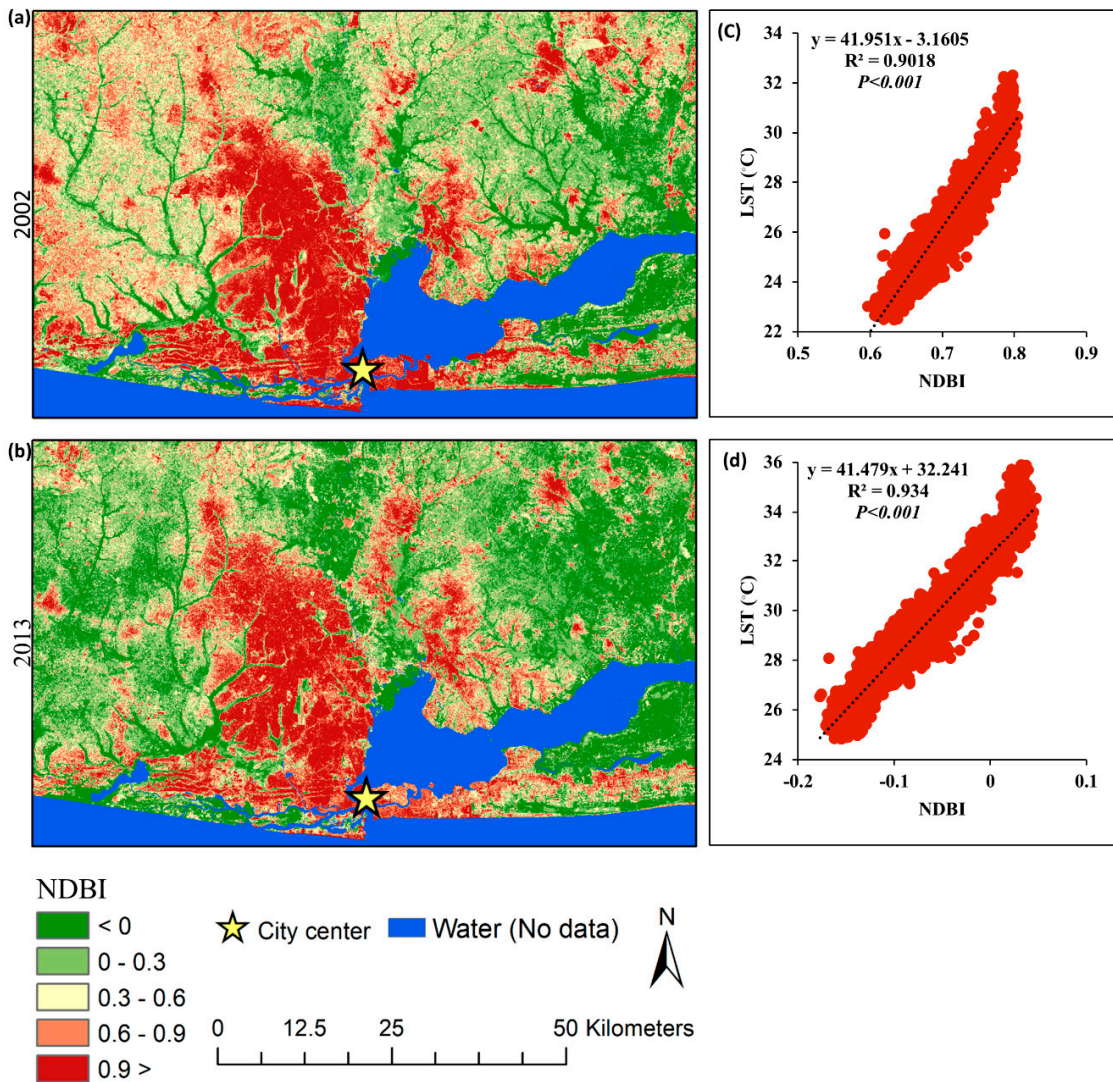 (a)
2002
(C)
y = 41.951x - 3.1605
R² = 0.9018
P<0.001
34
32
30
28
26
24
22
LST (°C)
0.5 0.6 0.7 0.8 0.9
NDBI
(b)
2013
(d)
y = 41.479x + 32.241
R² = 0.934
P<0.001
36
34
32
30
28
26
24
LST (°C)
-0.2 -0.1 0 0.1
NDBI
NDBI
< 0
0 - 0.3
0.3 - 0.6
0.6 - 0.9
0.9 >
City center
Water (No data)
N
0 12.5 25 50 Kilometers